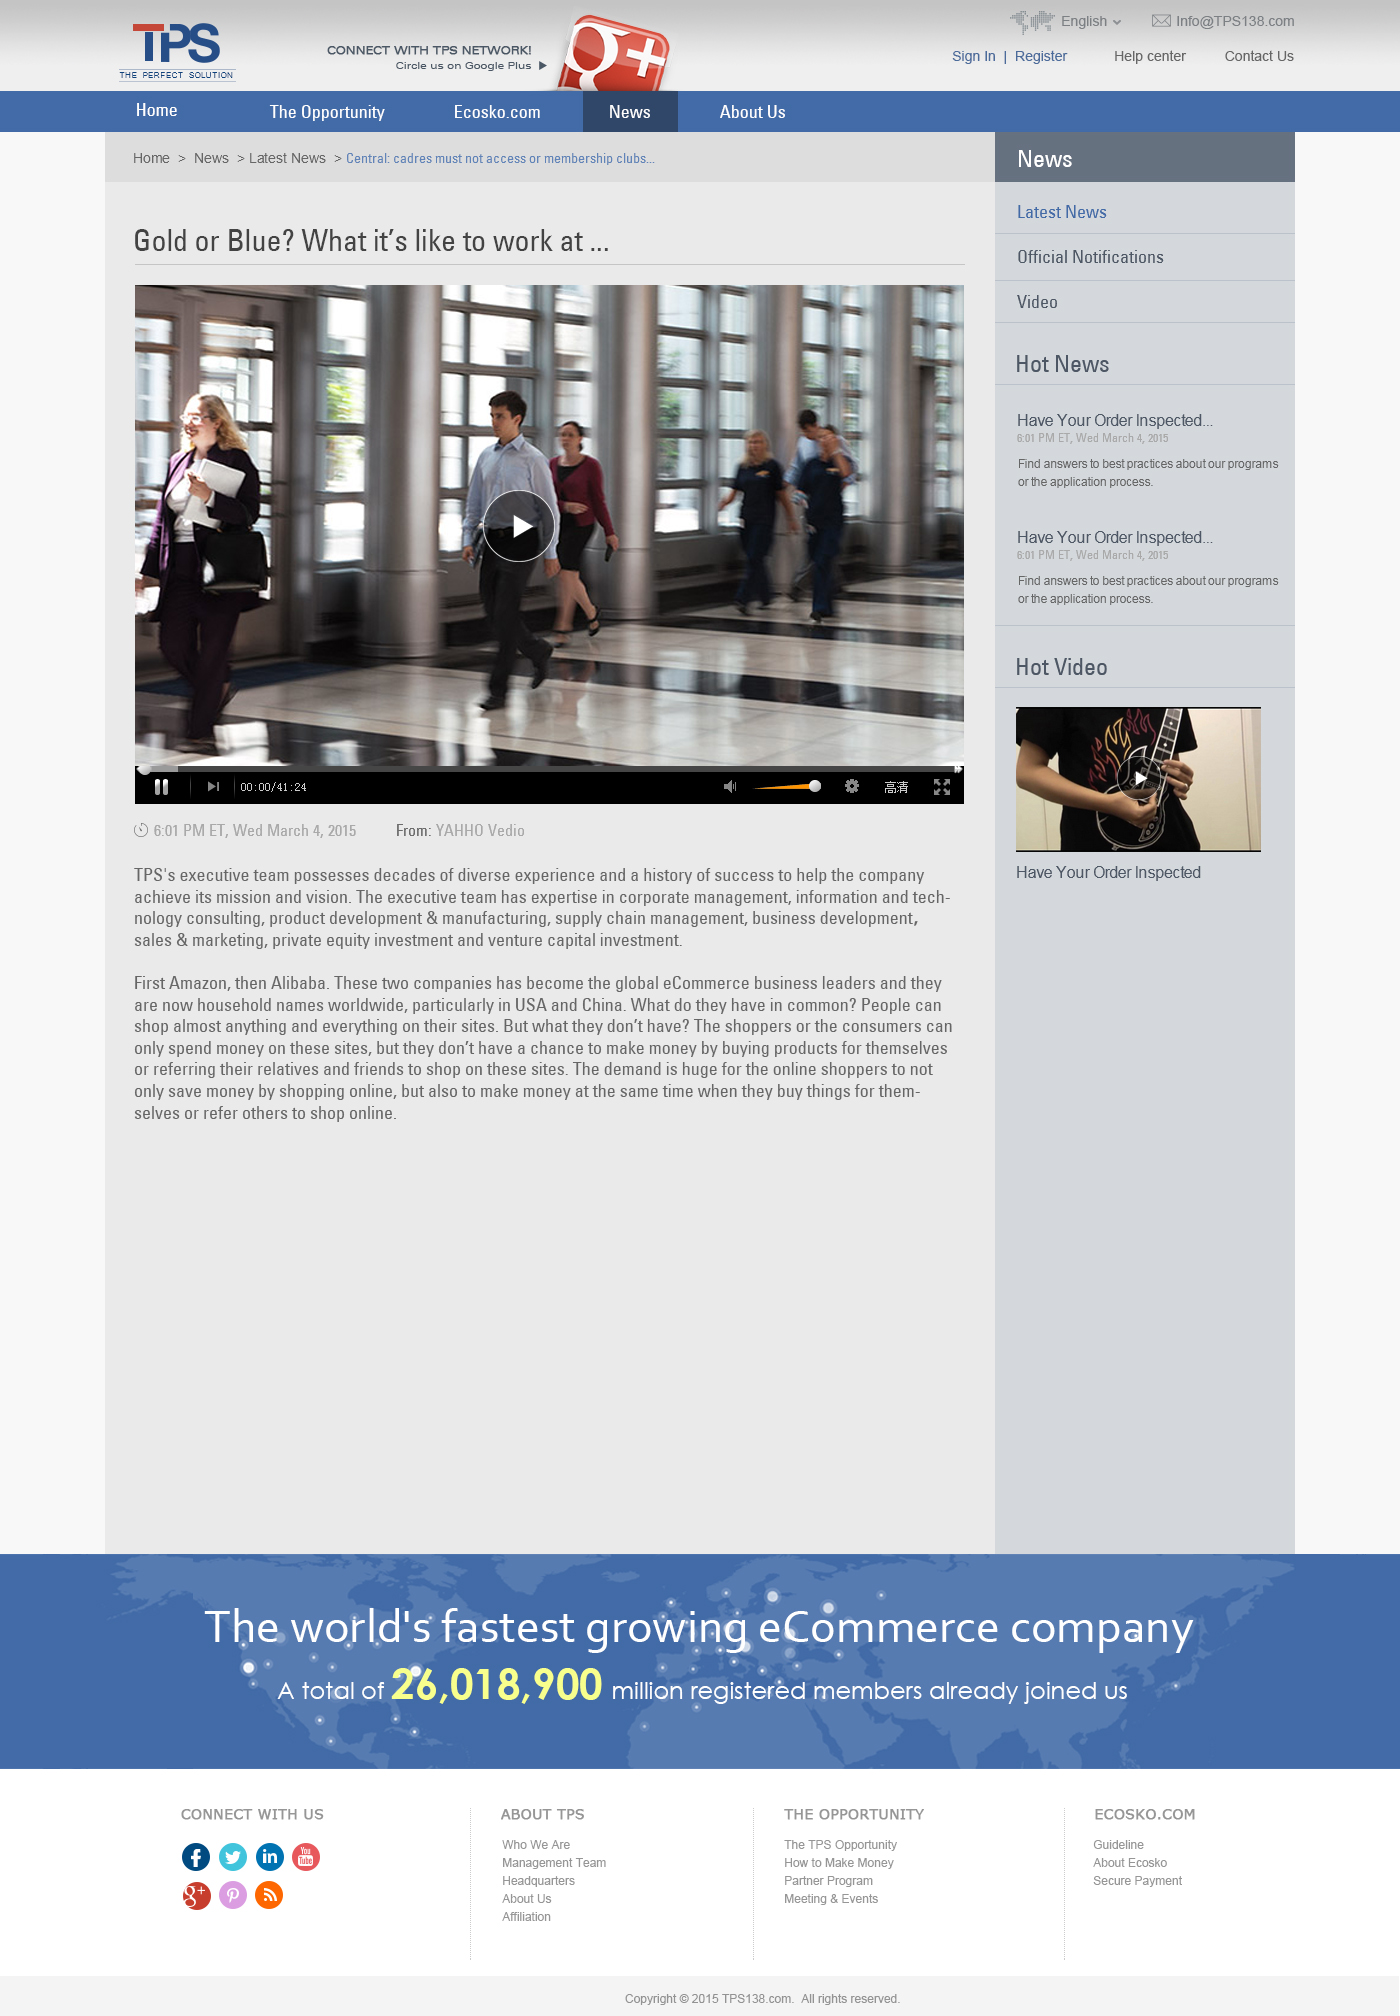 TPS
THE PERFECT SOLUTION
CONNECT WITH TPS NETWORK!
Circle us on Google Plus
g+
English
Info@TPS138.com
Sign In | Register
Help center
Contact Us
Home
The Opportunity
Ecosko.com
News
About Us
Home > News > Latest News > Central: cadres must not access or membership clubs...
News
Latest News
Official Notifications
Video
Hot News
Have Your Order Inspected...
6:01 PM ET, Wed March 4, 2015
Find answers to best practices about our programs
or the application process.
Have Your Order Inspected...
6:01 PM ET, Wed March 4, 2015
Find answers to best practices about our programs
or the application process.
Hot Video
Have Your Order Inspected
Gold or Blue? What it’s like to work at ...
00:00/41:24
高清
6:01 PM ET, Wed March 4, 2015
From: YAHHO Vedio
TPS's executive team possesses decades of diverse experience and a history of success to help the company
achieve its mission and vision. The executive team has expertise in corporate management, information and tech-
nology consulting, product development & manufacturing, supply chain management, business development,
sales & marketing, private equity investment and venture capital investment.
First Amazon, then Alibaba. These two companies has become the global eCommerce business leaders and they
are now household names worldwide, particularly in USA and China. What do they have in common? People can
shop almost anything and everything on their sites. But what they don’t have? The shoppers or the consumers can
only spend money on these sites, but they don’t have a chance to make money by buying products for themselves
or referring their relatives and friends to shop on these sites. The demand is huge for the online shoppers to not
only save money by shopping online, but also to make money at the same time when they buy things for them-
selves or refer others to shop online.
The world's fastest growing eCommerce company
A total of 26,018,900 million registered members already joined us
CONNECT WITH US
f
in
You
Tube
g+
ABOUT TPS
Who We Are
Management Team
Headquarters
About Us
Affiliation
THE OPPORTUNITY
The TPS Opportunity
How to Make Money
Partner Program
Meeting & Events
ECOSKO.COM
Guideline
About Ecosko
Secure Payment
Copyright © 2015 TPS138.com. All rights reserved.